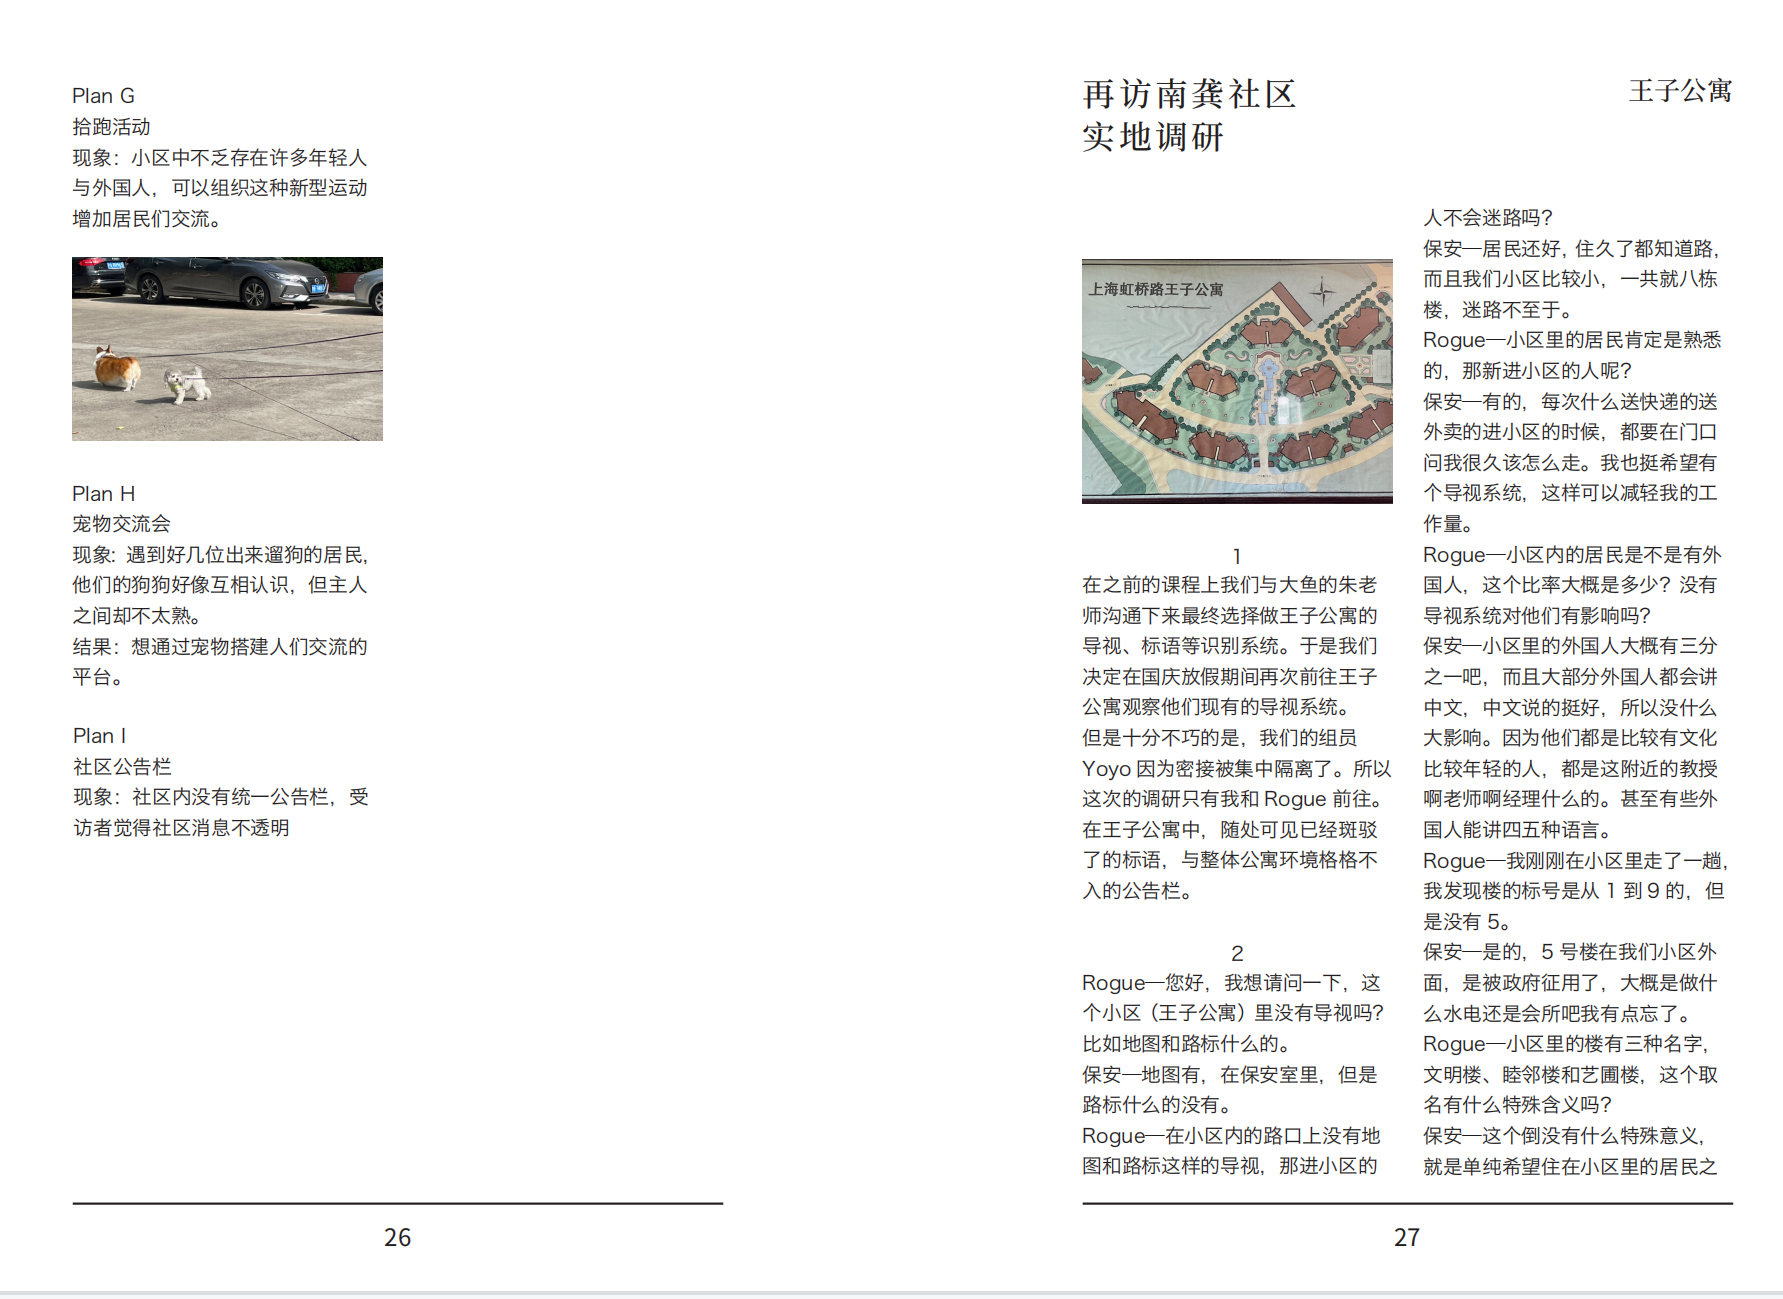 Plan G
拾跑活动
现象：小区中不乏存在许多年轻人
与外国人，可以组织这种新型运动
增加居民们交流。
Plan H
宠物交流会
现象：遇到好几位出来遛狗的居民，
他们的狗狗好像互相认识，但主人
之间却不太熟。
结果：想通过宠物搭建人们交流的
平台。
Plan I
社区公告栏
现象：社区内没有统一公告栏，受
访者觉得社区消息不透明
26
再访南龚社区
实地调研
王子公寓
上海虹桥路王子公寓
1
在之前的课程上我们与大鱼的朱老
师沟通下来最终选择做王子公寓的
导视、标语等识别系统。于是我们
决定在国庆放假期间再次前往王子
公寓观察他们现有的导视系统。
但是十分不巧的是，我们的组员
Yoyo 因为密接被集中隔离了。所以
这次的调研只有我和 Rogue 前往。
在王子公寓中，随处可见已经斑驳
了的标语，与整体公寓环境格格不
入的公告栏。
2
Rogue—您好，我想请问一下，这
个小区（王子公寓）里没有导视吗？
比如地图和路标什么的。
保安—地图有，在保安室里，但是
路标什么的没有。
Rogue—在小区内的路口上没有地
图和路标这样的导视，那进小区的
人不会迷路吗？
保安—居民还好，住久了都知道路，
而且我们小区比较小，一共就八栋
楼，迷路不至于。
Rogue—小区里的居民肯定是熟悉
的，那新进小区的人呢？
保安—有的，每次什么送快递的送
外卖的进小区的时候，都要在门口
问我很久该怎么走。我也挺希望有
个导视系统，这样可以减轻我的工
作量。
Rogue—小区内的居民是不是有外
国人，这个比率大概是多少？没有
导视系统对他们有影响吗？
保安—小区里的外国人大概有三分
之一吧，而且大部分外国人都会讲
中文，中文说的挺好，所以没什么
大影响。因为他们都是比较有文化
比较年轻的人，都是这附近的教授
啊老师啊经理什么的。甚至有些外
国人能讲四五种语言。
Rogue—我刚刚在小区里走了一趟，
我发现楼的标号是从 1 到 9 的，但
是没有 5。
保安—是的，5 号楼在我们小区外
面，是被政府征用了，大概是做什
么水电还是会所吧我有点忘了。
Rogue—小区里的楼有三种名字，
文明楼、睦邻楼和艺圃楼，这个取
名有什么特殊含义吗？
保安—这个倒没有什么特殊意义，
就是单纯希望住在小区里的居民之
27